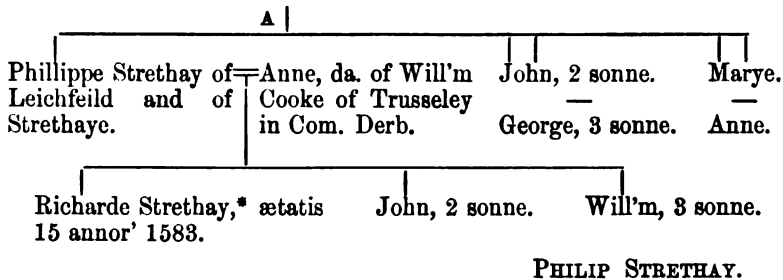 A
Phillippe Strethay of Anne, da. of Will'm John, 2 sonne. Marye.
Leichfeild and of Cooke of Trusseley — —
Strethaye. in Com. Derb. George, 3 sonne. Anne.
Richarde Strethay,* ætatis John, 2 sonne. Will'm, 3 sonne.
15 annor' 1583.
PHILIP STRETHAY.